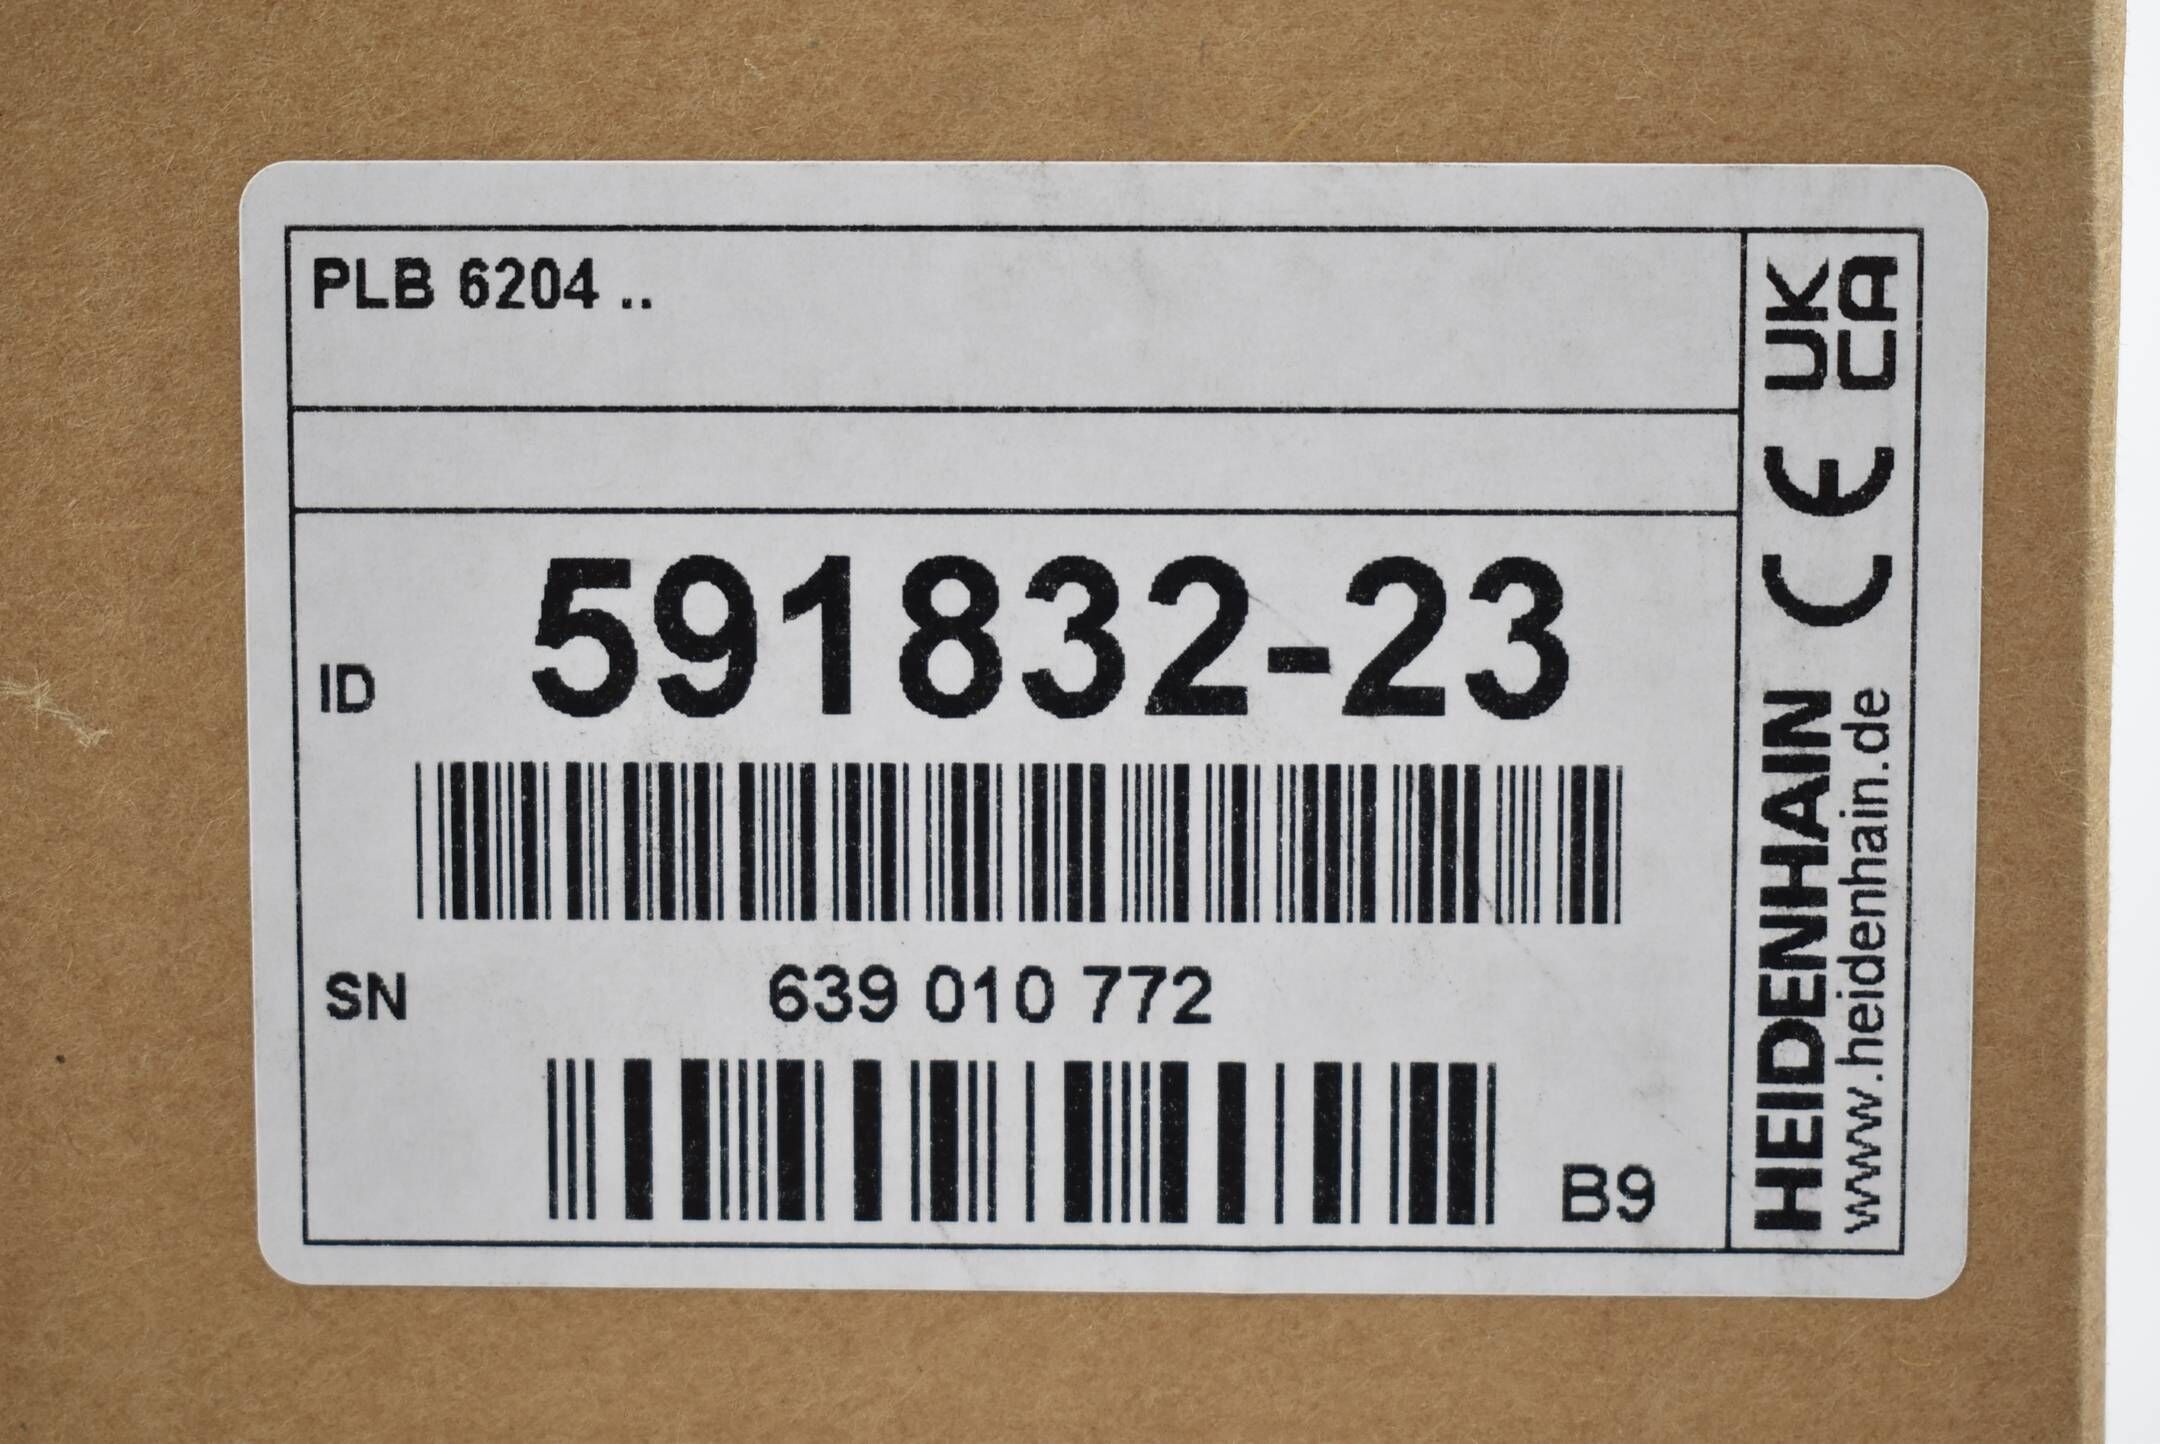 PLB 6204 ..
ID 591832-23
SN 639 010 772
B9
HEIDENHAIN CE UK
CA
www.heidenhain.de